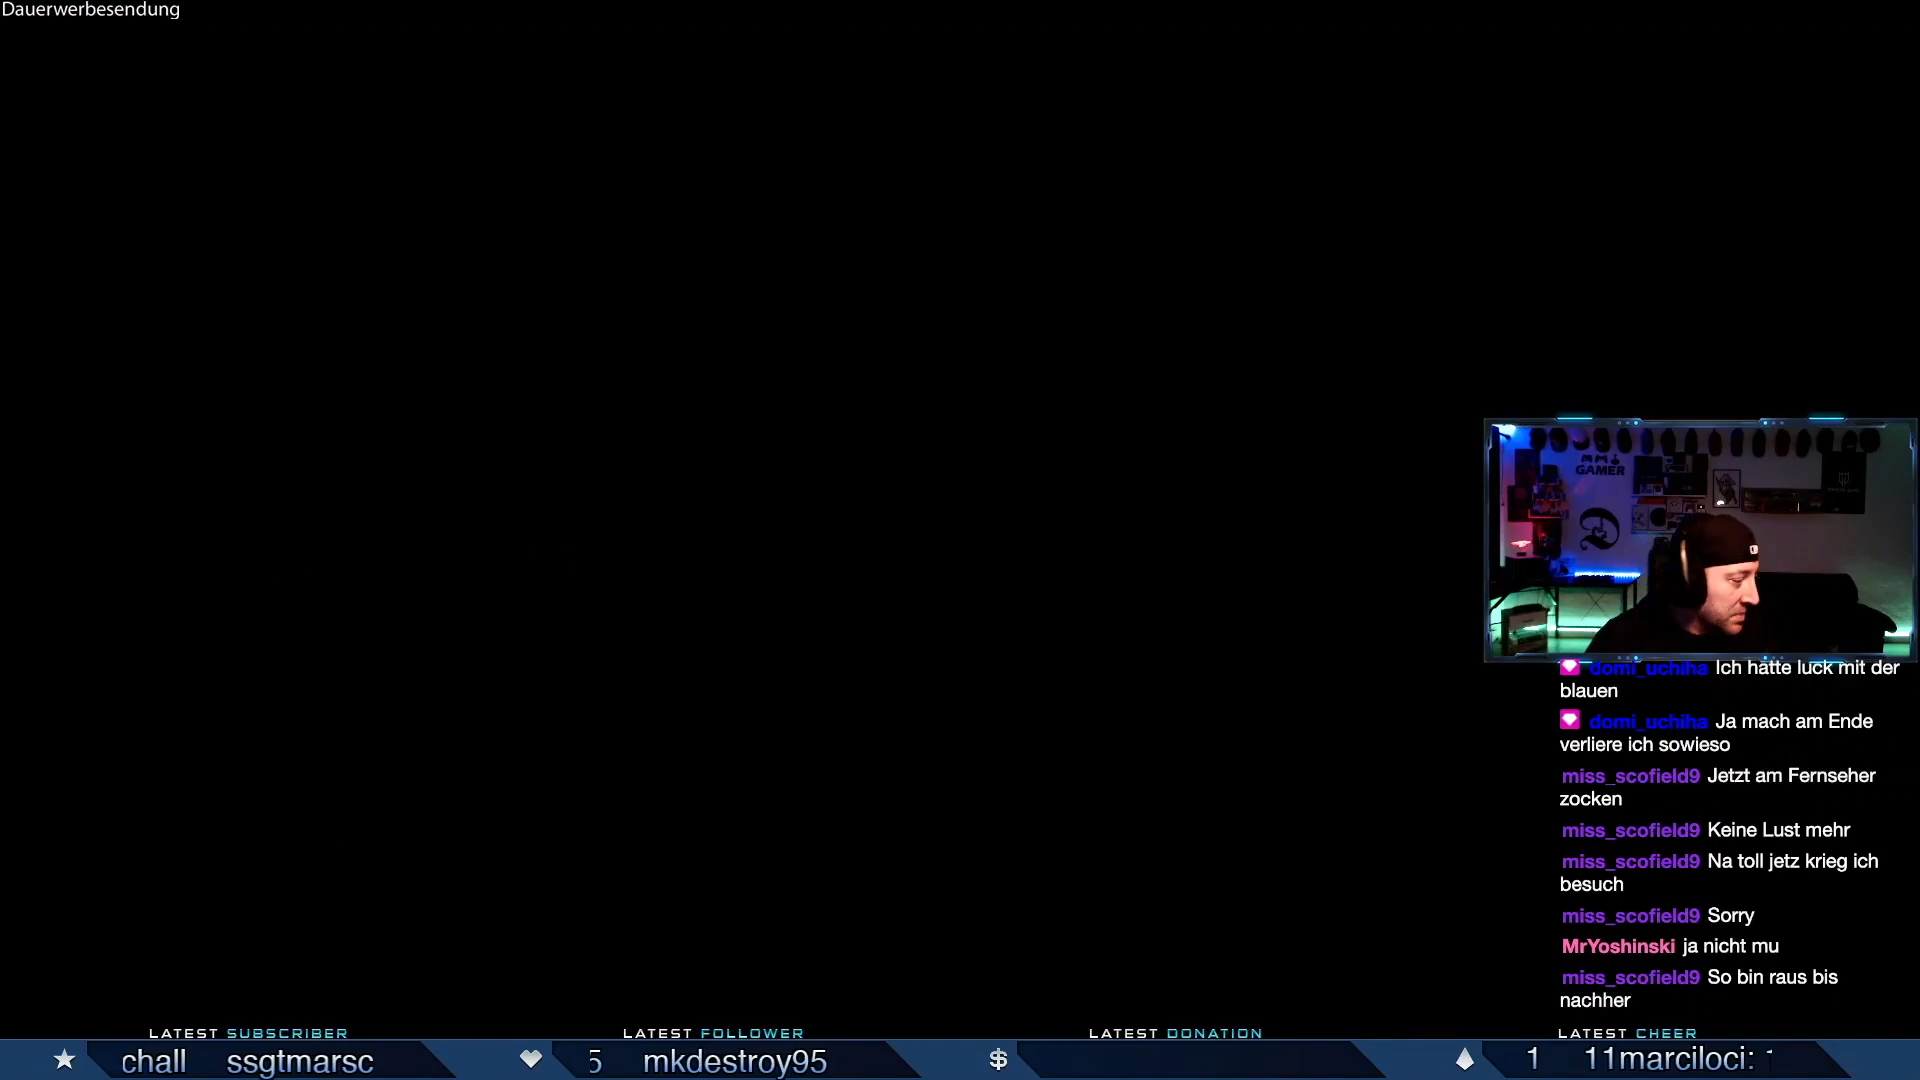 Dauerwerbesendung
GAMER
domi_uchiha Ich hatte luck mit der
blauen
domi_uchiha Ja mach am Ende
verliere ich sowieso
miss_scofield9 Jetzt am Fernseher
zocken
miss_scofield9 Keine Lust mehr
miss_scofield9 Na toll jetz krieg ich
besuch
miss_scofield9 Sorry
MrYoshinski ja nicht mu
miss_scofield9 So bin raus bis
nachher
LATEST SUBSCRIBER
chall ssgtmarsc
LATEST FOLLOWER
5 mkdestroy95
LATEST DONATION
$
LATEST CHEER
1 11marciloci: